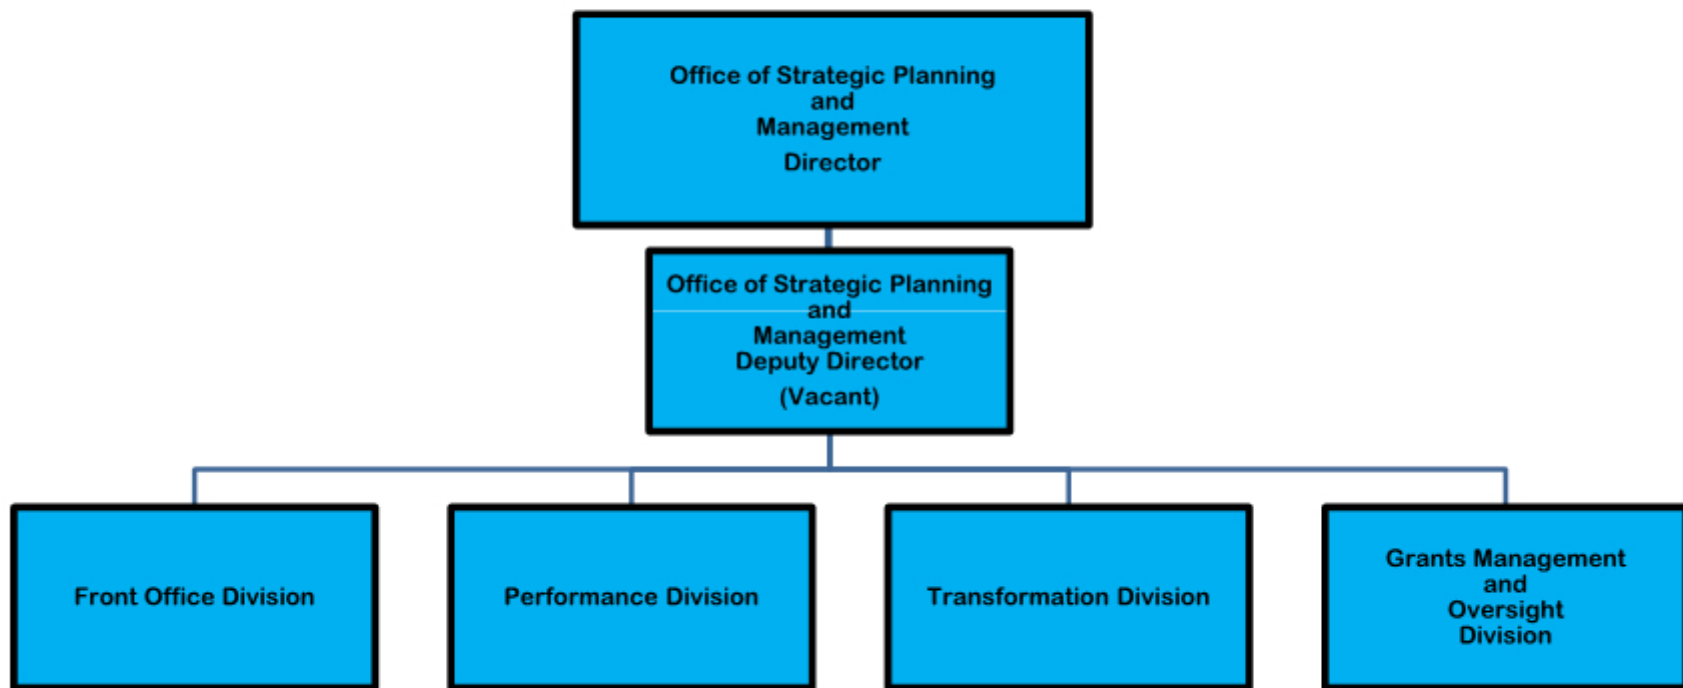 Office of Strategic Planning
and
Management
Director
Office of Strategic Planning
and
Management
Deputy Director
(Vacant)
Front Office Division
Performance Division
Transformation Division
Grants Management
and
Oversight
Division